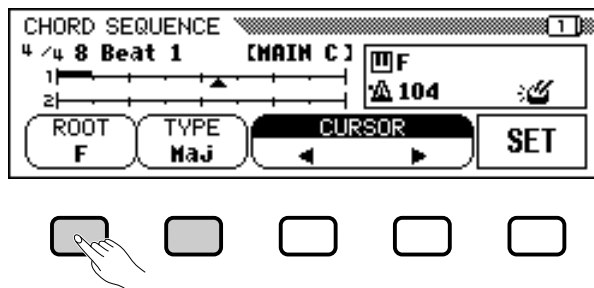 CHORD SEQUENCE 1
4/4 8 Beat 1 [MAIN C] F
1
2 104
ROOT TYPE CURSOR SET
F Maj